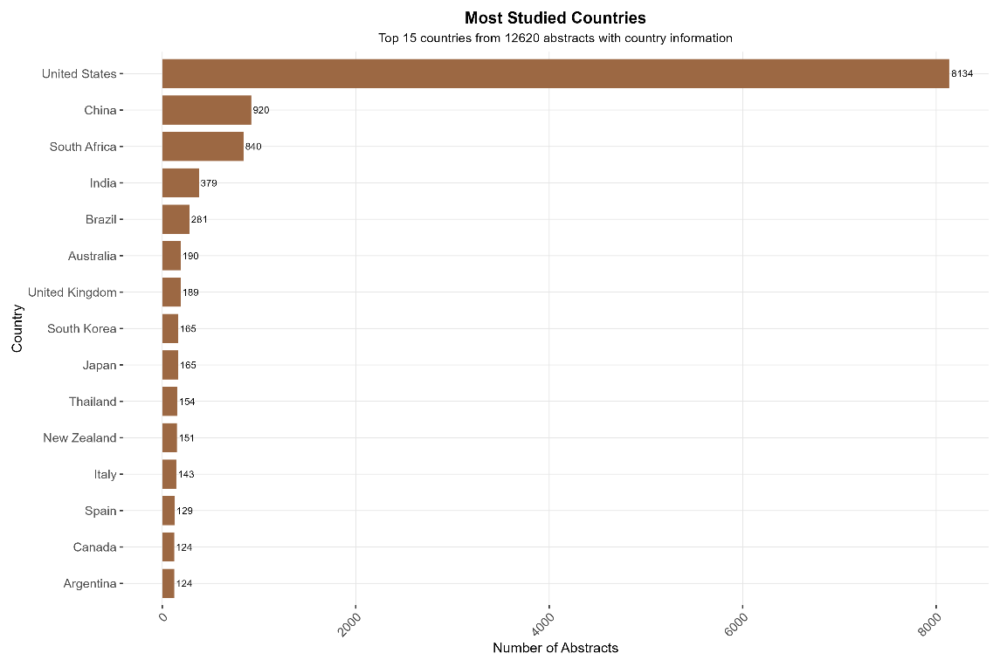 Most Studied Countries
Top 15 countries from 12620 abstracts with country information
United States 8134
China 920
South Africa 840
India 379
Brazil 281
Australia 190
United Kingdom 189
South Korea 165
Japan 165
Thailand 154
New Zealand 151
Italy 143
Spain 129
Canada 124
Argentina 124
Country
0 2000 4000 6000 8000
Number of Abstracts